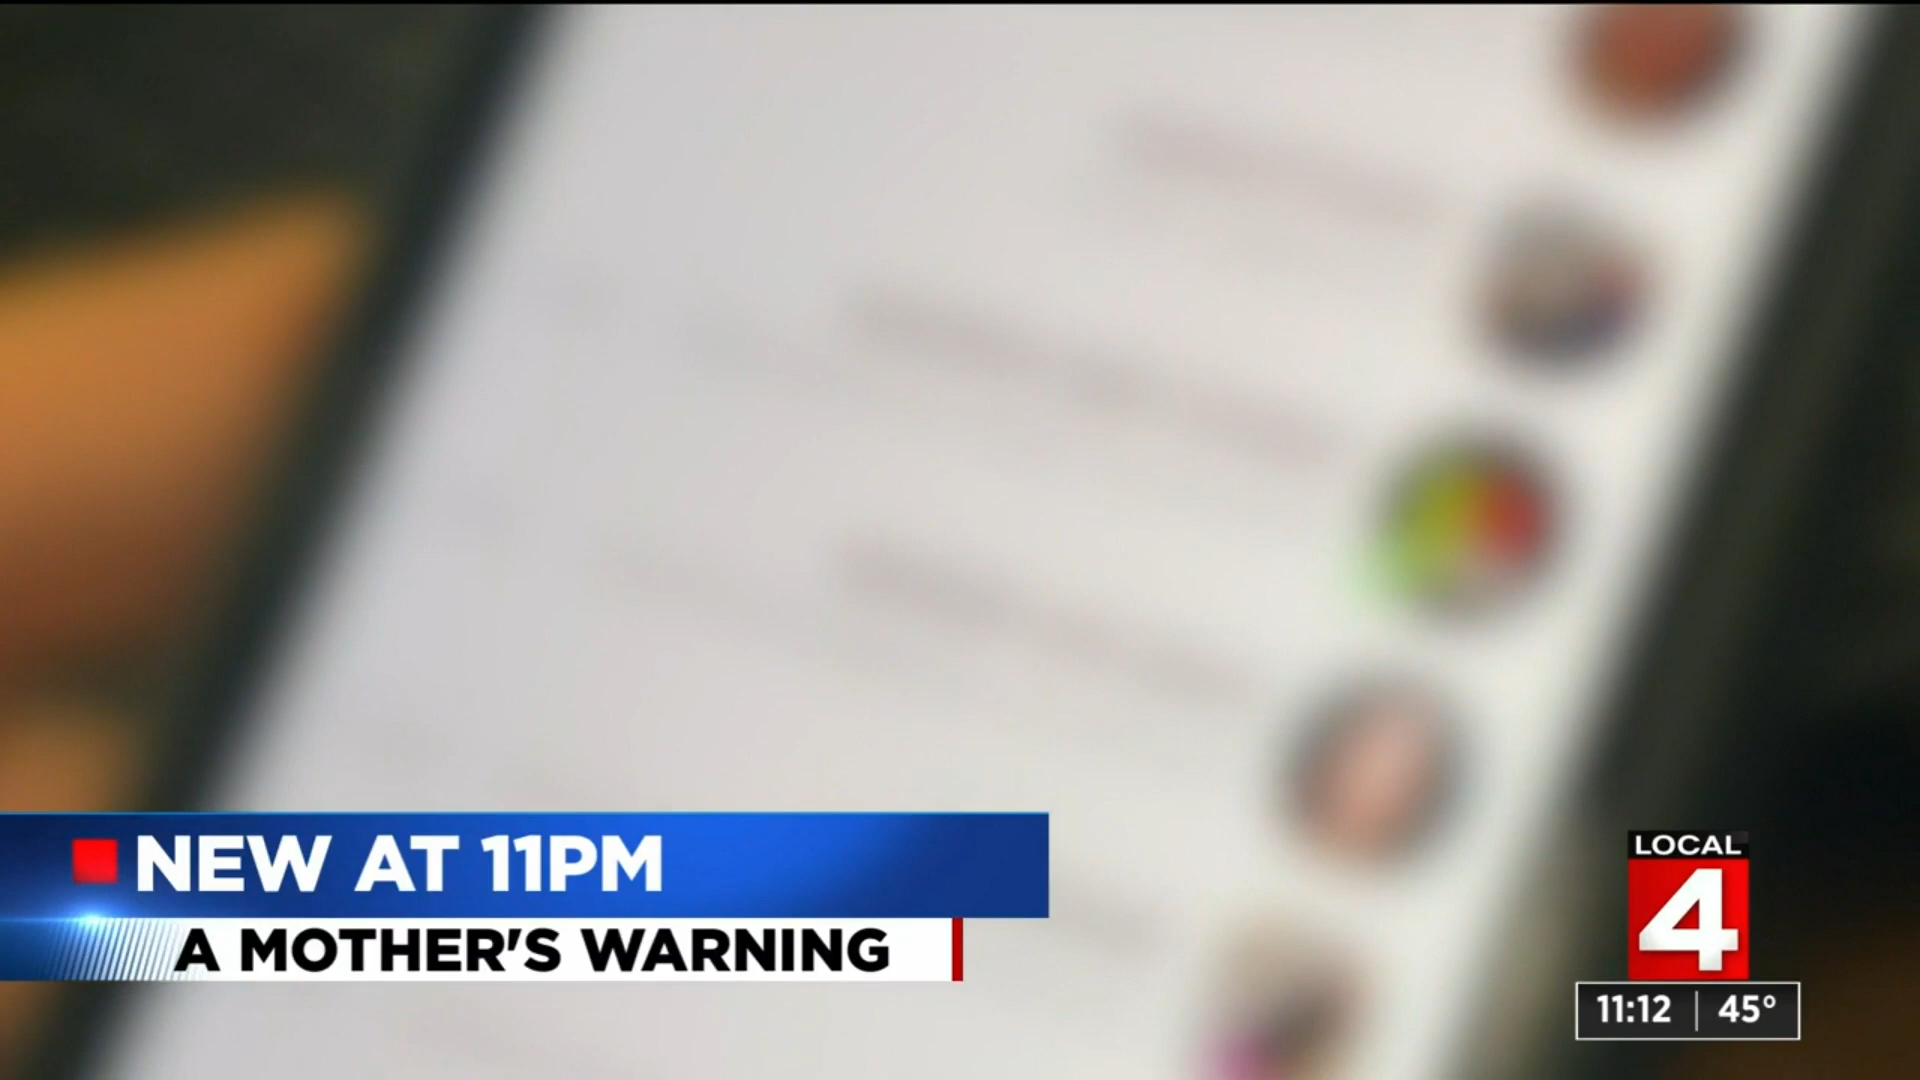 NEW AT 11PM
A MOTHER'S WARNING
LOCAL
4
11:12 | 45°